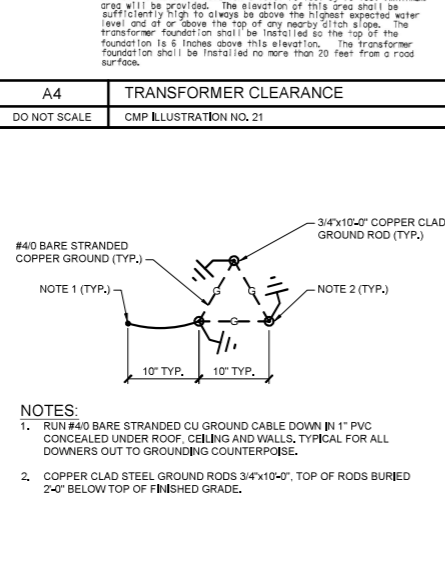 area will be provided. The elevation of this area shall be
sufficiently high to always be above the highest expected water
level and at or above the top of any nearby ditch slope. The
transformer foundation shall be installed so the top of the
foundation is 6 inches above this elevation. The transformer
foundation shall be installed no more than 20 feet from a road
surface.
A4 TRANSFORMER CLEARANCE
DO NOT SCALE CMP ILLUSTRATION NO. 21
3/4"x10'-0" COPPER CLAD
GROUND ROD (TYP.)
#4/0 BARE STRANDED
COPPER GROUND (TYP.)
NOTE 1 (TYP.)
NOTE 2 (TYP.)
G G
G
10" TYP. 10" TYP.
NOTES:
1. RUN #4/0 BARE STRANDED CU GROUND CABLE DOWN IN 1" PVC
CONCEALED UNDER ROOF, CEILING AND WALLS. TYPICAL FOR ALL
DOWNERS OUT TO GROUNDING COUNTERPOISE.
2. COPPER CLAD STEEL GROUND RODS 3/4"x10'-0", TOP OF RODS BURIED
2'-0" BELOW TOP OF FINISHED GRADE.